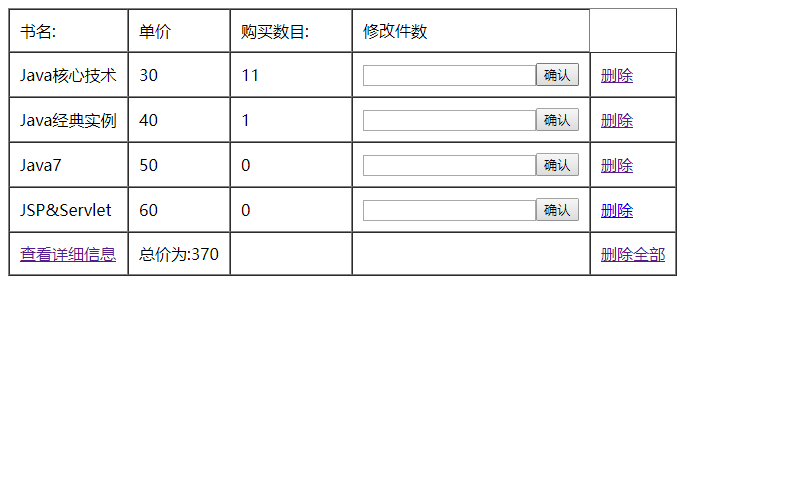 书名: 单价 购买数目: 修改件数
Java核心技术 30 11 确认 删除
Java经典实例 40 1 确认 删除
Java7 50 0 确认 删除
JSP&Servlet 60 0 确认 删除
查看详细信息 总价为:370 删除全部